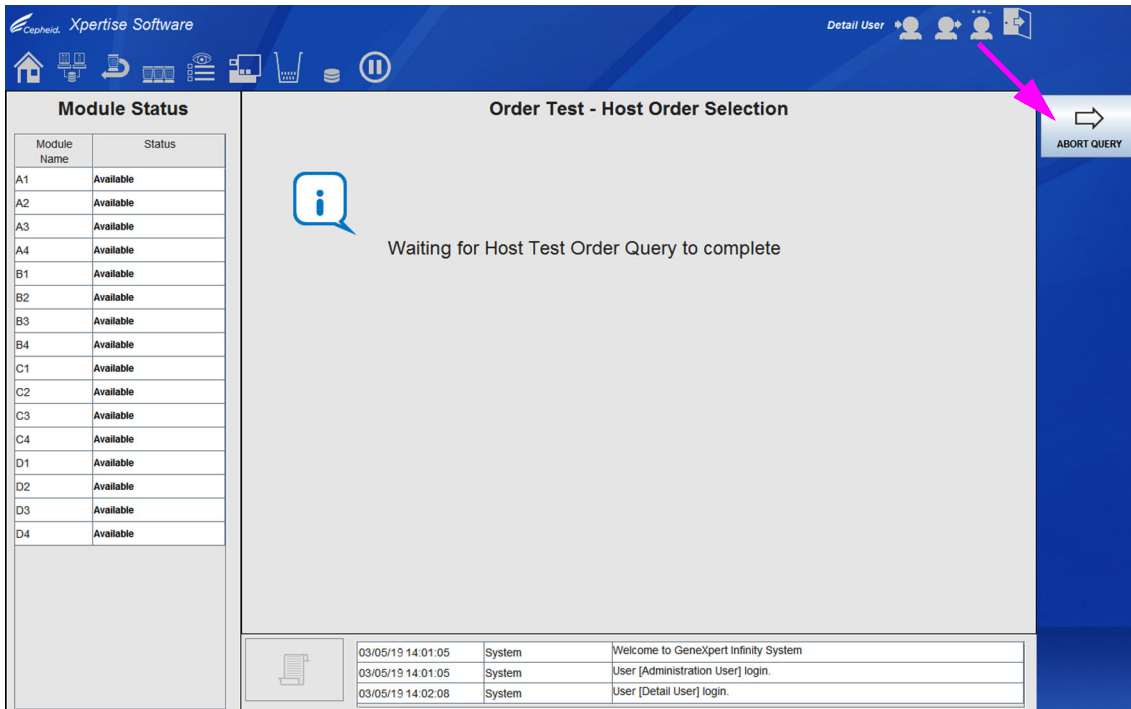 Cepheid. Xpertise Software
Detail User
Module Status
Order Test - Host Order Selection
ABORT QUERY
Module Name Status
A1 Available
A2 Available
A3 Available
A4 Available
B1 Available
B2 Available
B3 Available
B4 Available
C1 Available
C2 Available
C3 Available
C4 Available
D1 Available
D2 Available
D3 Available
D4 Available
Waiting for Host Test Order Query to complete
03/05/19 14:01:05 System Welcome to GeneXpert Infinity System
03/05/19 14:01:05 System User [Administration User] login.
03/05/19 14:02:08 System User [Detail User] login.